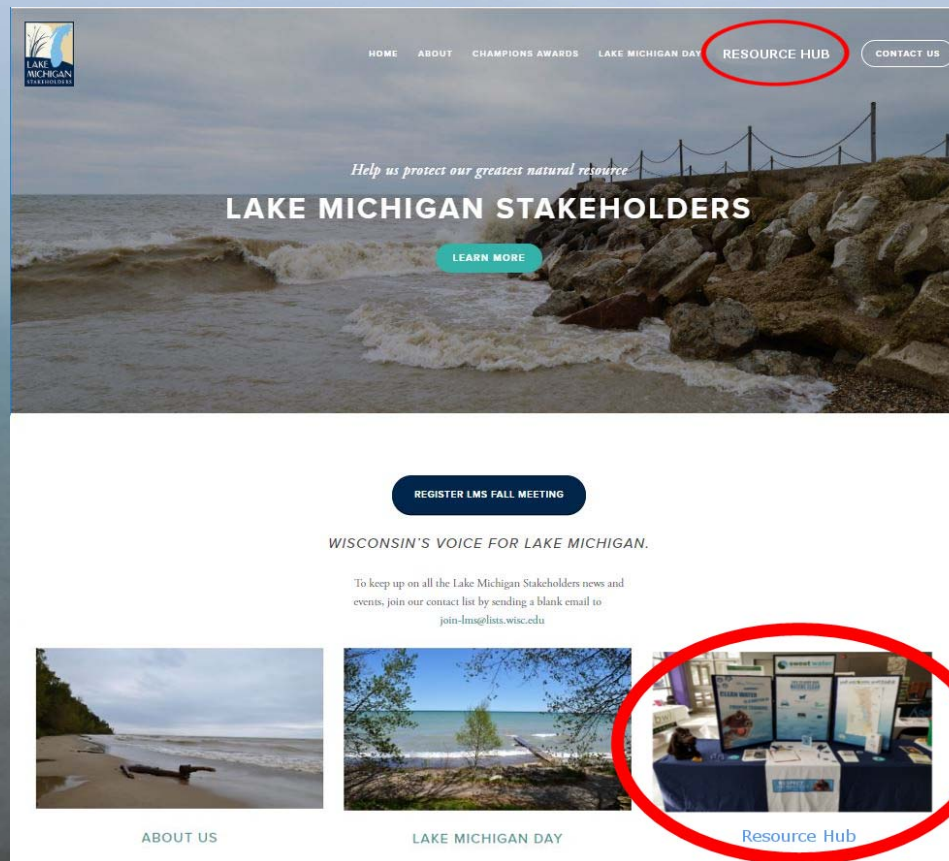 LAKE
MICHIGAN
STAKEHOLDERS
HOME ABOUT CHAMPIONS AWARDS LAKE MICHIGAN DAY RESOURCE HUB CONTACT US
Help us protect our greatest natural resource
LAKE MICHIGAN STAKEHOLDERS
LEARN MORE
REGISTER LMS FALL MEETING
WISCONSIN'S VOICE FOR LAKE MICHIGAN.
To keep up on all the Lake Michigan Stakeholders news and
events, join our contact list by sending a blank email to
join-lms@lists.wisc.edu
sweet water
CLEAN WATER
ABOUT US LAKE MICHIGAN DAY Resource Hub